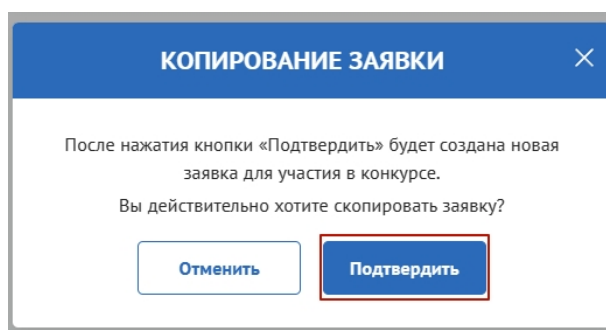 КОПИРОВАНИЕ ЗАЯВКИ
После нажатия кнопки «Подтвердить» будет создана новая
заявка для участия в конкурсе.
Вы действительно хотите скопировать заявку?
Отменить Подтвердить